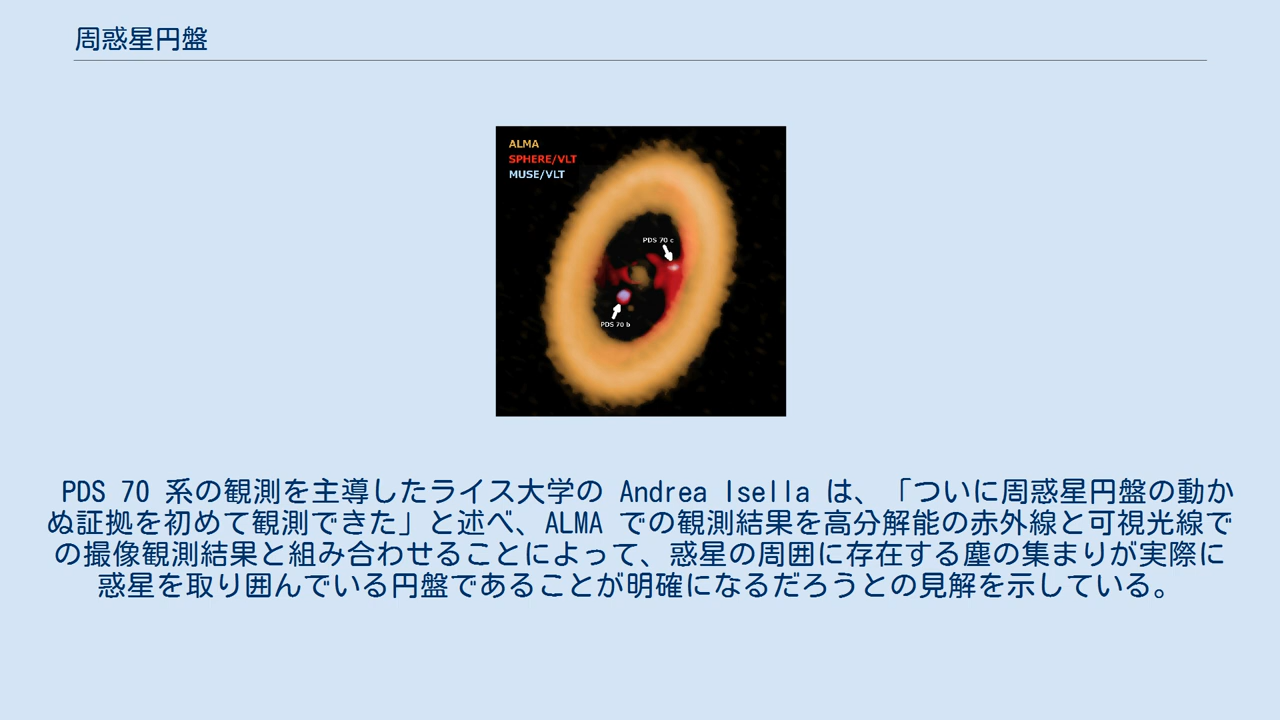 周惑星円盤
ALMA
SPHERE/VLT
MUSE/VLT
PDS 70 c
PDS 70 b
PDS 70 系の観測を主導したライス大学の Andrea Isella は、「ついに周惑星円盤の動か
ぬ証拠を初めて観測できた」と述べ、ALMA での観測結果を高分解能の赤外線と可視光線で
の撮像観測結果と組み合わせることによって、惑星の周囲に存在する塵の集まりが実際に
惑星を取り囲んでいる円盤であることが明確になるだろうとの見解を示している。